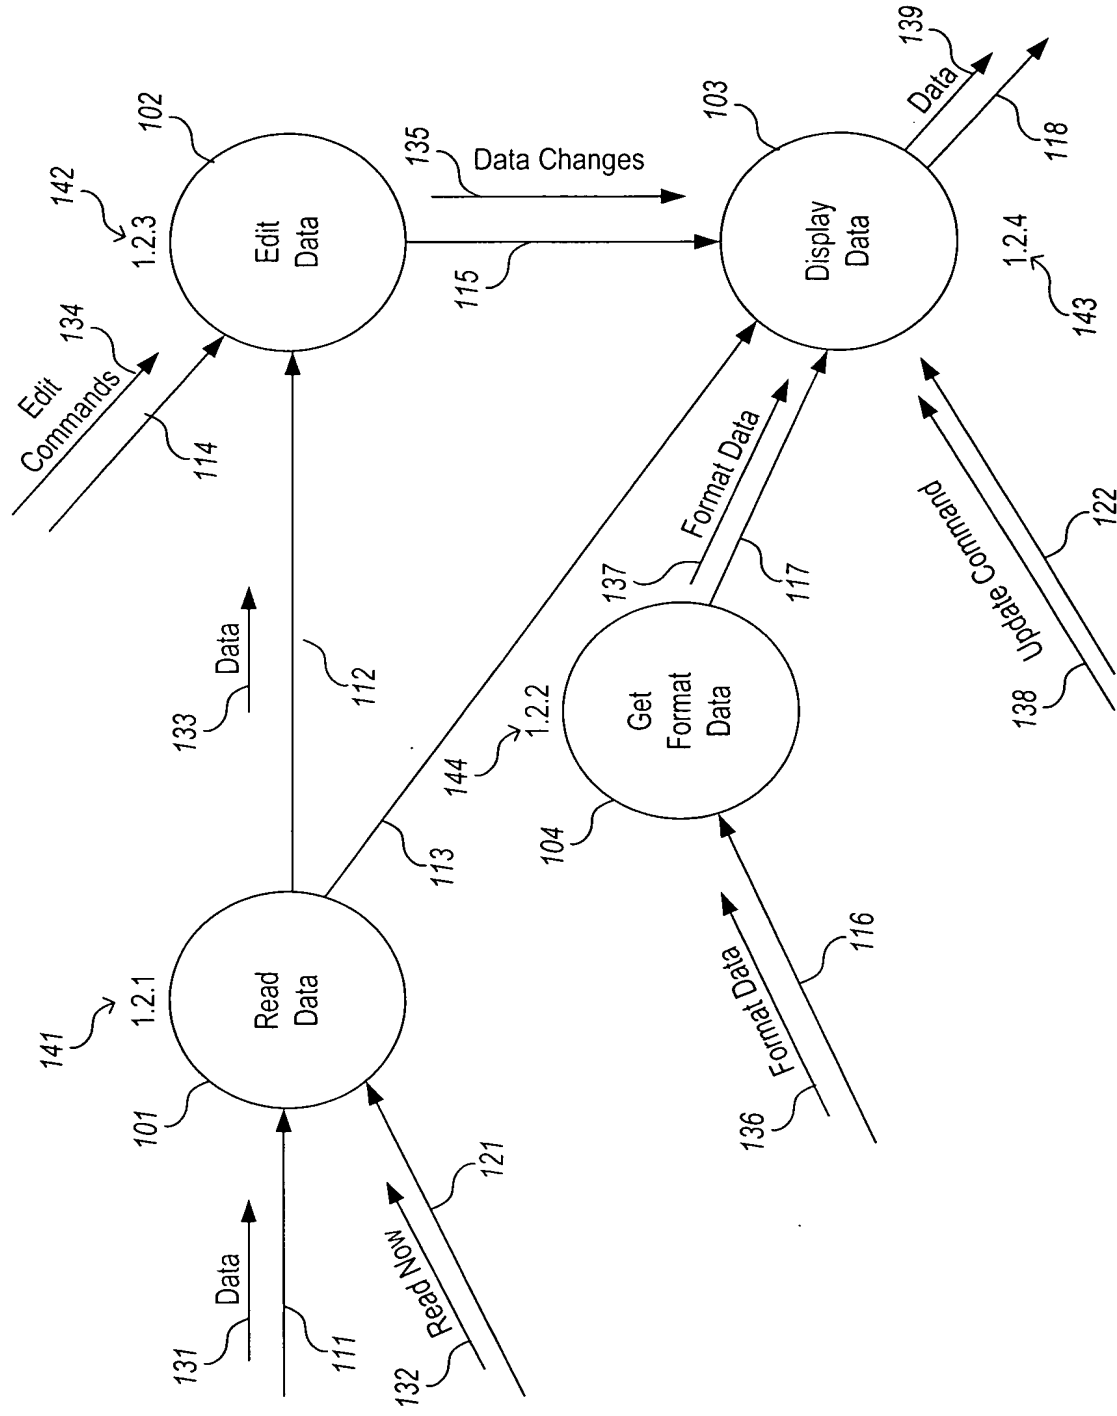 142
1.2.3
102
Edit
Data
Edit
Commands
134
114
135
Data Changes
115
133
Data
112
141
1.2.1
101
Read
Data
131
Data
111
132
Read Now
121
113
144
1.2.2
104
Get
Format
Data
136
Format Data
116
137
Format Data
117
103
Display
Data
1.2.4
143
Data
139
118
138
Update Command
122